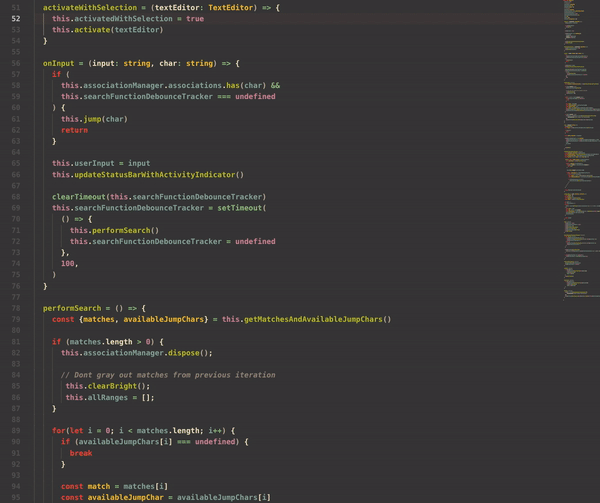 51 activateWithSelection = (textEditor: TextEditor) => {
52 this.activatedWithSelection = true
53 this.activate(textEditor)
54 }
55
56 onInput = (input: string, char: string) => {
57 if (
58 this.associationManager.associations.has(char) &&
59 this.searchFunctionDebounceTracker === undefined
60 ) {
61 this.jump(char)
62 return
63 }
64
65 this.userInput = input
66 this.updateStatusBarWithActivityIndicator()
67
68 clearTimeout(this.searchFunctionDebounceTracker)
69 this.searchFunctionDebounceTracker = setTimeout(
70 () => {
71 this.performSearch()
72 this.searchFunctionDebounceTracker = undefined
73 },
74 100,
75 )
76 }
77
78 performSearch = () => {
79 const {matches, availableJumpChars} = this.getMatchesAndAvailableJumpChars()
80
81 if (matches.length > 0) {
82 this.associationManager.dispose();
83
84 // Dont gray out matches from previous iteration
85 this.clearBright();
86 this.allRanges = [];
87 }
88
89 for(let i = 0; i < matches.length; i++) {
90 if (availableJumpChars[i] === undefined) {
91 break
92 }
93
94 const match = matches[i]
95 const availableJumpChar = availableJumpChars[i]